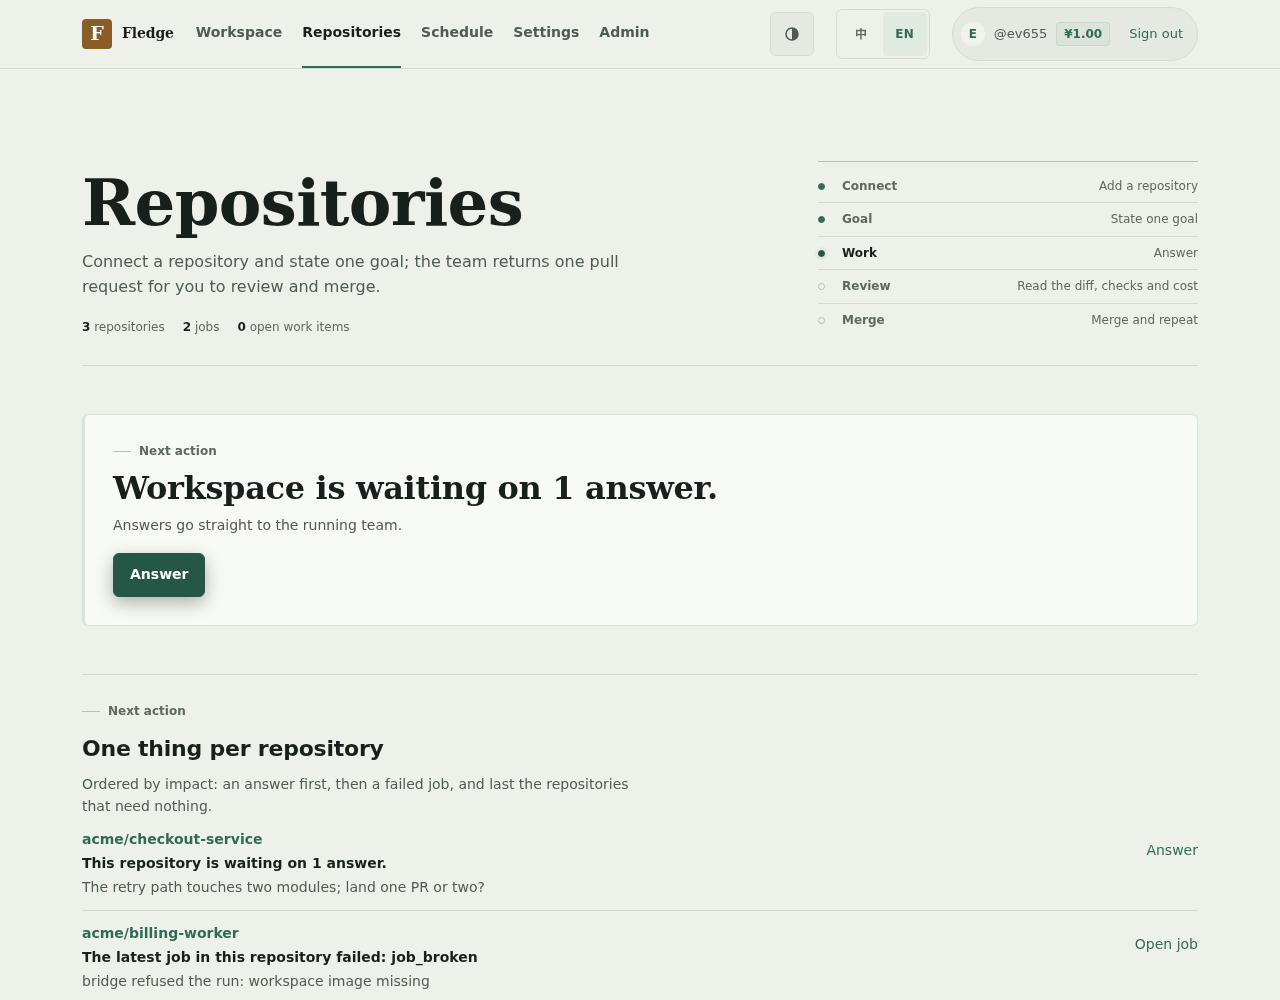 F Fledge Workspace Repositories Schedule Settings Admin 中 EN E @ev655 ¥1.00 Sign out
Repositories
Connect a repository and state one goal; the team returns one pull
request for you to review and merge.
3 repositories 2 jobs 0 open work items
Connect Add a repository
Goal State one goal
Work Answer
Review Read the diff, checks and cost
Merge Merge and repeat
Next action
Workspace is waiting on 1 answer.
Answers go straight to the running team.
Answer
Next action
One thing per repository
Ordered by impact: an answer first, then a failed job, and last the repositories
that need nothing.
acme/checkout-service
This repository is waiting on 1 answer.
The retry path touches two modules; land one PR or two?
Answer
acme/billing-worker
The latest job in this repository failed: job_broken
bridge refused the run: workspace image missing
Open job